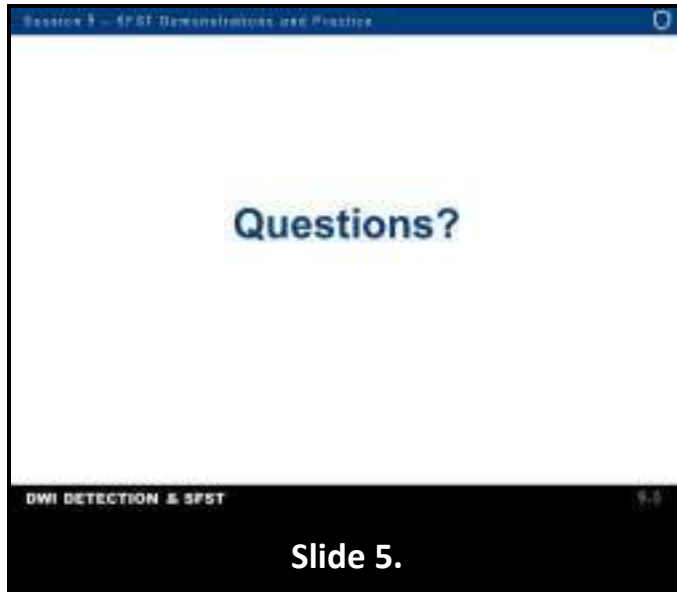 Session 9 – SFST Demonstrations and Practice
Questions?
DWI DETECTION & SFST
Slide 5.